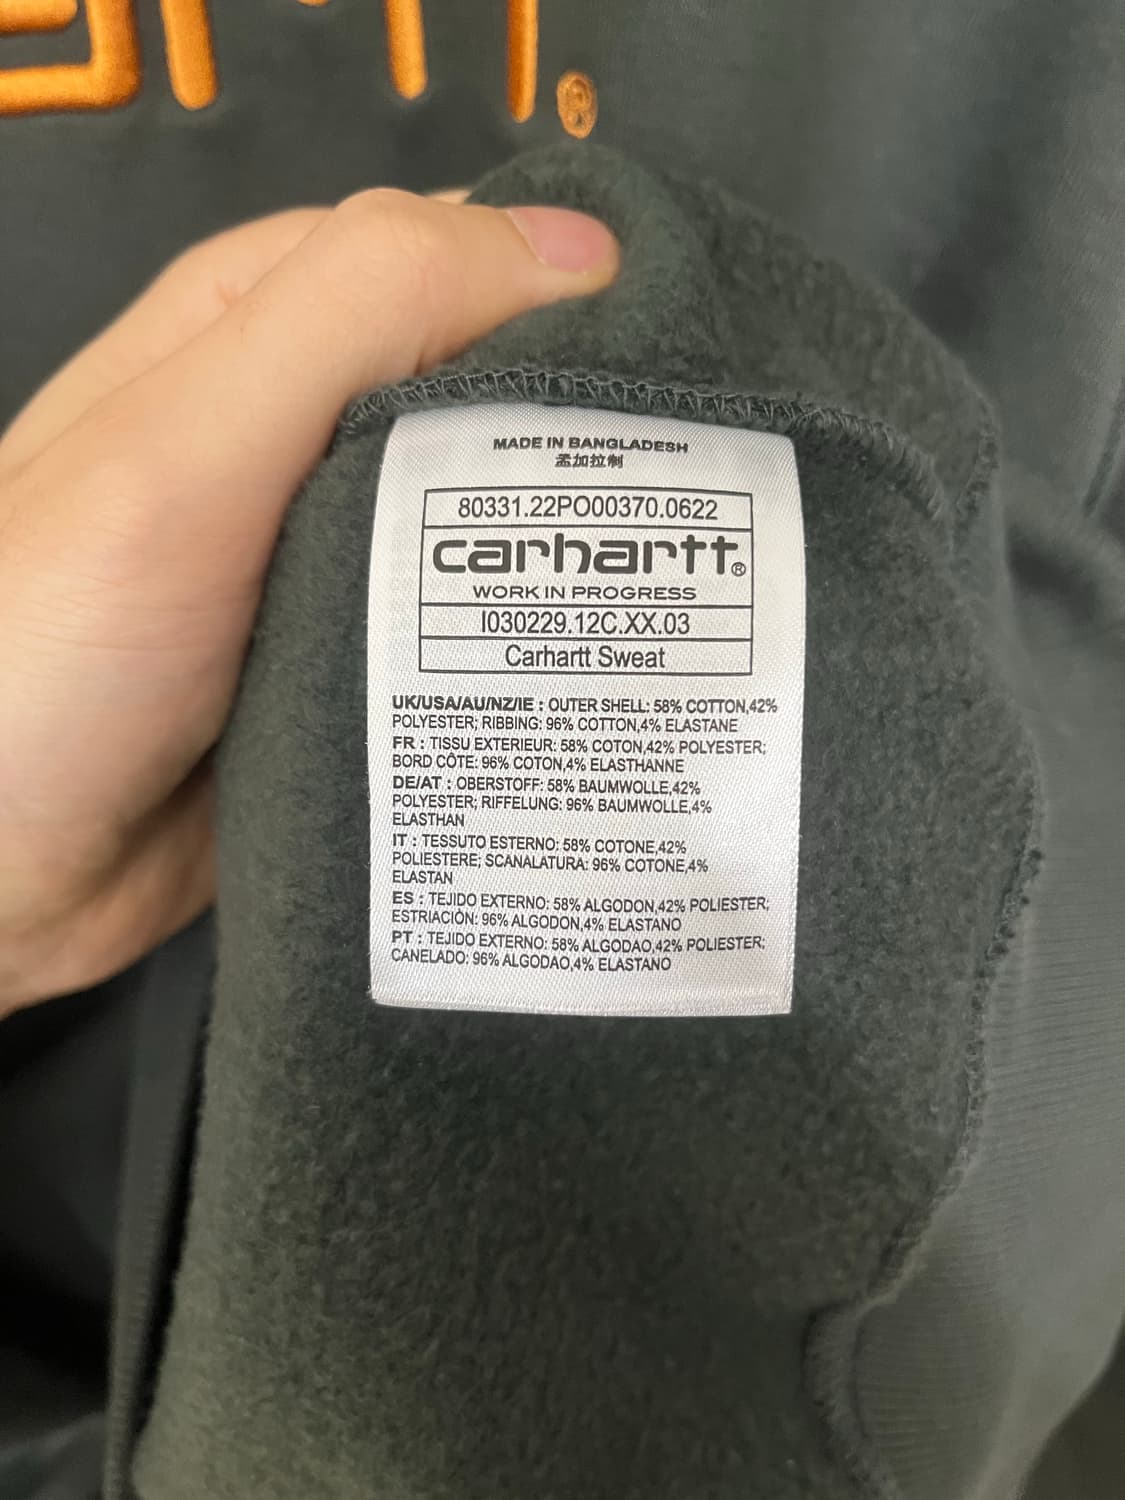 ®
MADE IN BANGLADESH
孟加拉制
80331.22PO00370.0622
carhartt®
WORK IN PROGRESS
I030229.12C.XX.03
Carhartt Sweat
UK/USA/AU/NZ/IE : OUTER SHELL: 58% COTTON,42%
POLYESTER; RIBBING: 96% COTTON,4% ELASTANE
FR : TISSU EXTERIEUR: 58% COTON,42% POLYESTER;
BORD CÔTE: 96% COTON,4% ELASTHANNE
DE/AT : OBERSTOFF: 58% BAUMWOLLE,42%
POLYESTER; RIFFELUNG: 96% BAUMWOLLE,4%
ELASTHAN
IT : TESSUTO ESTERNO: 58% COTONE,42%
POLIESTERE; SCANALATURA: 96% COTONE,4%
ELASTAN
ES : TEJIDO EXTERNO: 58% ALGODON,42% POLIESTER;
ESTRIACIÒN: 96% ALGODON,4% ELASTANO
PT : TEJIDO EXTERNO: 58% ALGODAO,42% POLIESTER;
CANELADO: 96% ALGODAO,4% ELASTANO